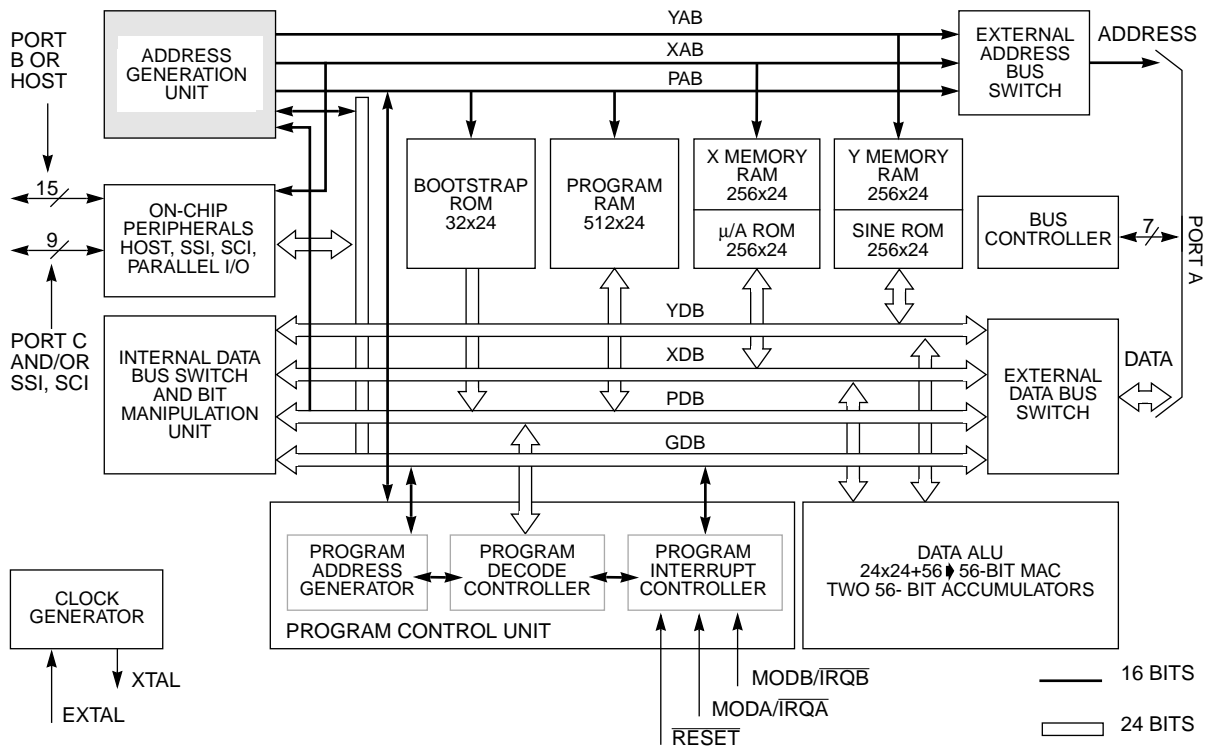 PORT
B OR
HOST
ADDRESS
GENERATION
UNIT
YAB
XAB
PAB
EXTERNAL
ADDRESS
BUS
SWITCH
ADDRESS
15
9
ON-CHIP
PERIPHERALS
HOST, SSI, SCI,
PARALLEL I/O
BOOTSTRAP
ROM
32x24
PROGRAM
RAM
512x24
X MEMORY
RAM
256x24
µ/A ROM
256x24
Y MEMORY
RAM
256x24
SINE ROM
256x24
BUS
CONTROLLER
7
PORT A
PORT C
AND/OR
SSI, SCI
INTERNAL DATA
BUS SWITCH
AND BIT
MANIPULATION
UNIT
YDB
XDB
PDB
GDB
EXTERNAL
DATA BUS
SWITCH
DATA
PROGRAM
ADDRESS
GENERATOR
PROGRAM
DECODE
CONTROLLER
PROGRAM
INTERRUPT
CONTROLLER
PROGRAM CONTROL UNIT
DATA ALU
24x24+56 56-BIT MAC
TWO 56- BIT ACCUMULATORS
CLOCK
GENERATOR
XTAL
EXTAL
MODB/IRQB
MODA/IRQA
RESET
16 BITS
24 BITS